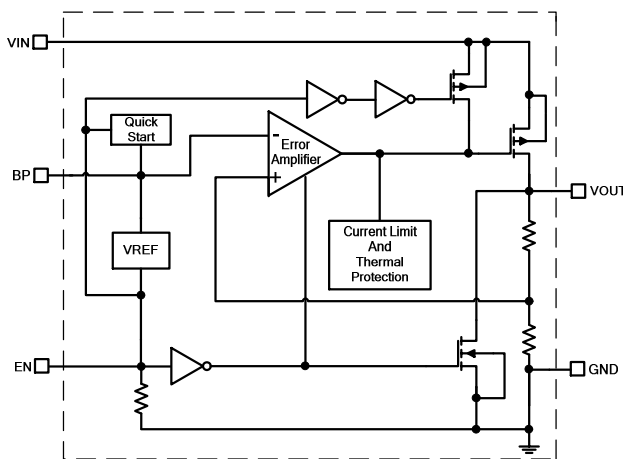 VIN
Quick
Start
-
Error
Amplifier
+
BP
VOUT
VREF
Current Limit
And
Thermal
Protection
EN
GND